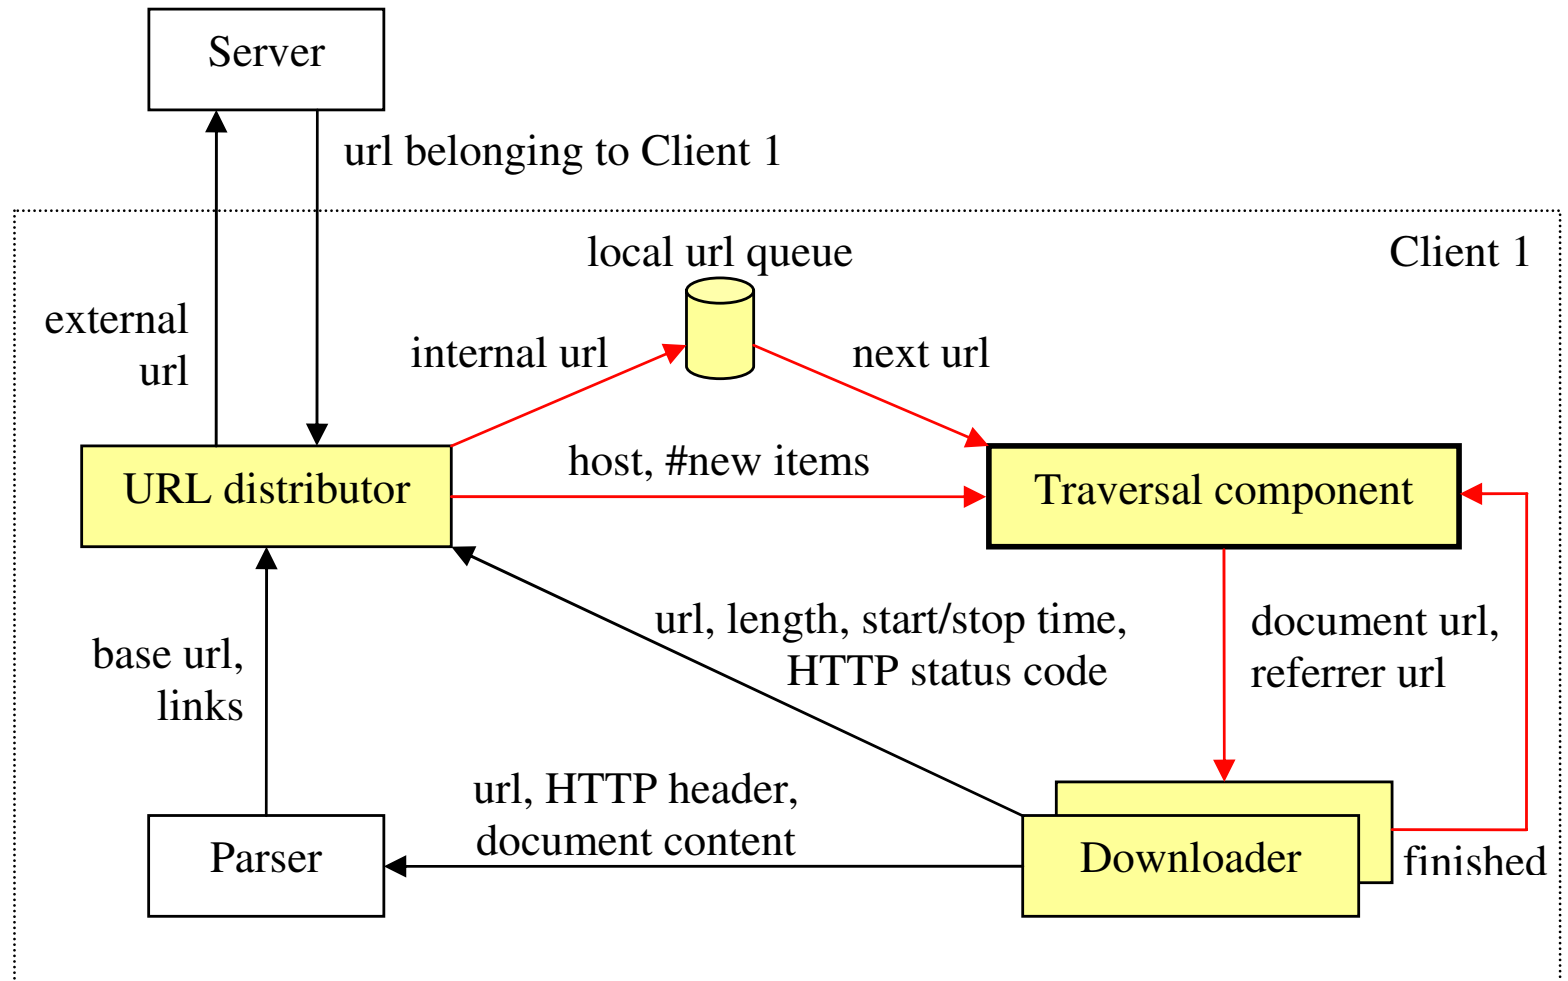 Server
url belonging to Client 1
local url queue
Client 1
external
url
internal url
next url
URL distributor
host, #new items
Traversal component
base url,
links
url, length, start/stop time,
HTTP status code
document url,
referrer url
url, HTTP header,
document content
Parser
Downloader
finished